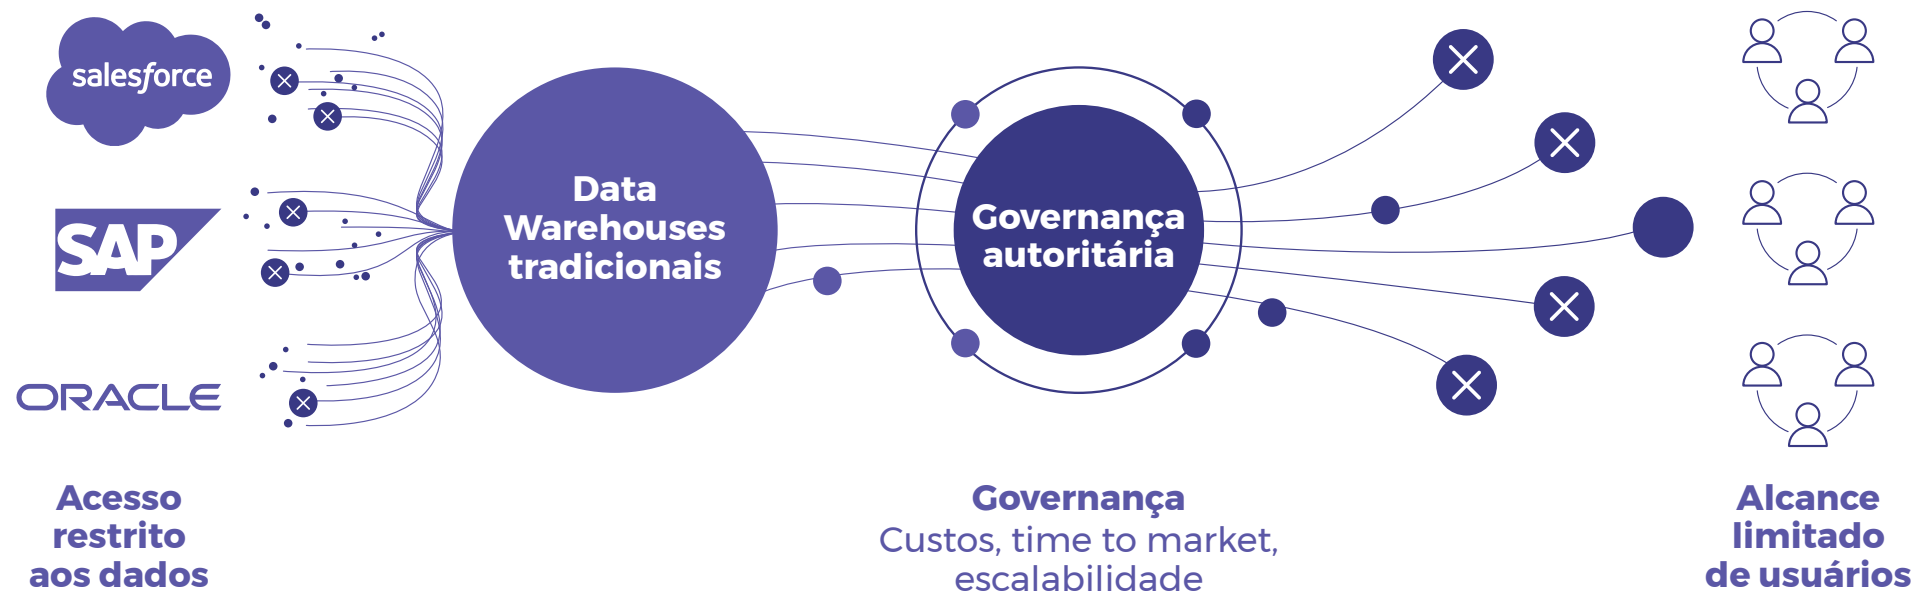 salesforce
SAP
ORACLE
Data
Warehouses
tradicionais
Governança
autoritária
Acesso
restrito
aos dados
Governança
Custos, time to market,
escalabilidade
Alcance
limitado
de usuários